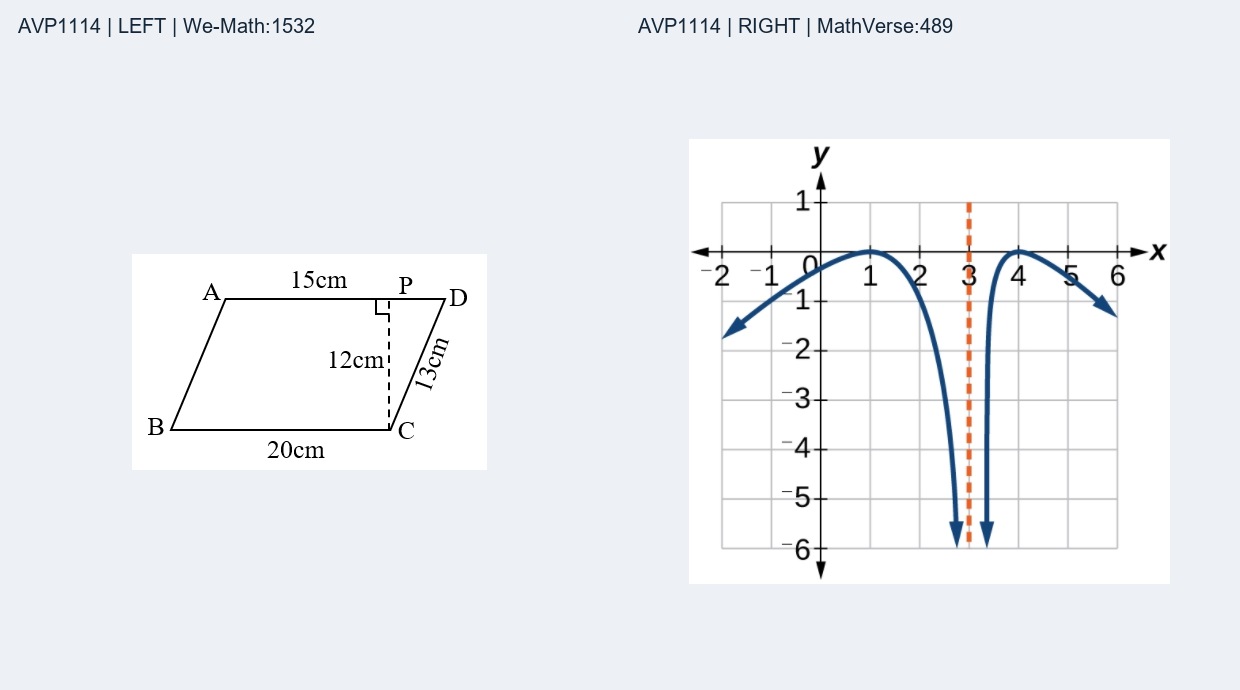 AVP1114 | LEFT | We-Math:1532
AVP1114 | RIGHT | MathVerse:489
15cm
A
P
D
12cm
13cm
B
C
20cm
y
1
x
-2 -1 0 1 2 3 4 5 6
-1
-2
-3
-4
-5
-6